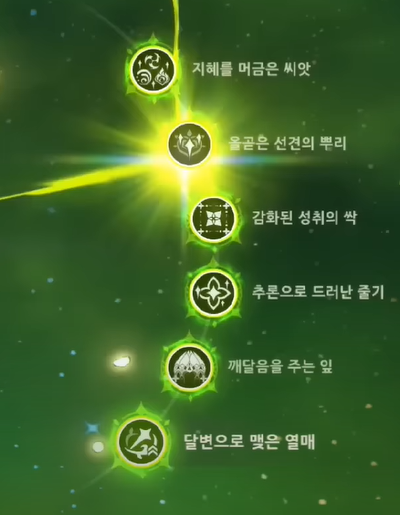 지혜를 머금은 씨앗
올곧은 선견의 뿌리
감화된 성취의 싹
추론으로 드러난 줄기
깨달음을 주는 잎
달변으로 맺은 열매